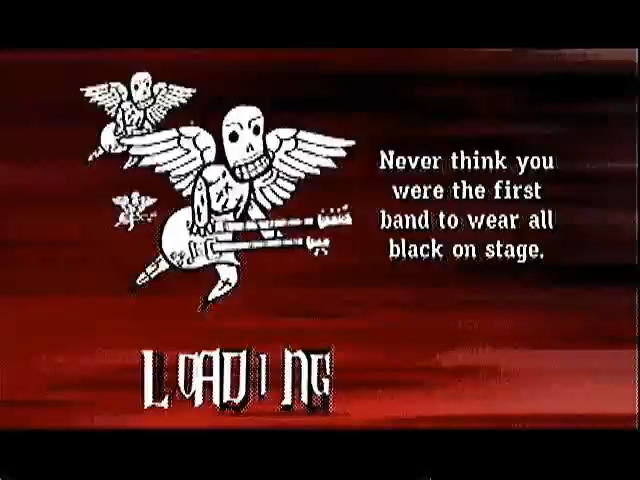 Never think you
were the first
band to wear all
black on stage.
LOADING